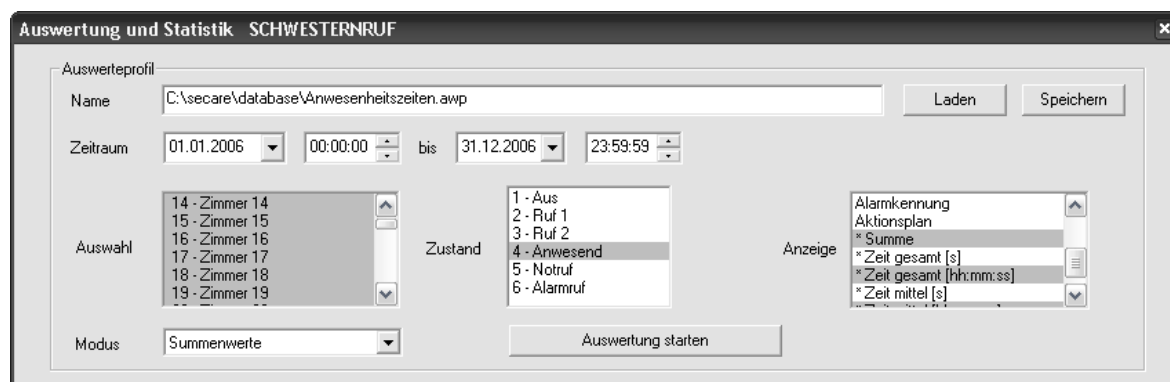 Auswertung und Statistik SCHWESTERNRUF
Auswerteprofil
Name C:\secare\database\Anwesenheitszeiten.awp Laden Speichern
Zeitraum 01.01.2006 00:00:00 bis 31.12.2006 23:59:59
Auswahl
14 - Zimmer 14
15 - Zimmer 15
16 - Zimmer 16
17 - Zimmer 17
18 - Zimmer 18
19 - Zimmer 19
Zustand
1 - Aus
2 - Ruf 1
3 - Ruf 2
4 - Anwesend
5 - Notruf
6 - Alarmruf
Anzeige
Alarmkennung
Aktionsplan
* Summe
* Zeit gesamt [s]
* Zeit gesamt [hh:mm:ss]
* Zeit mittel [s]
Modus Summenwerte Auswertung starten